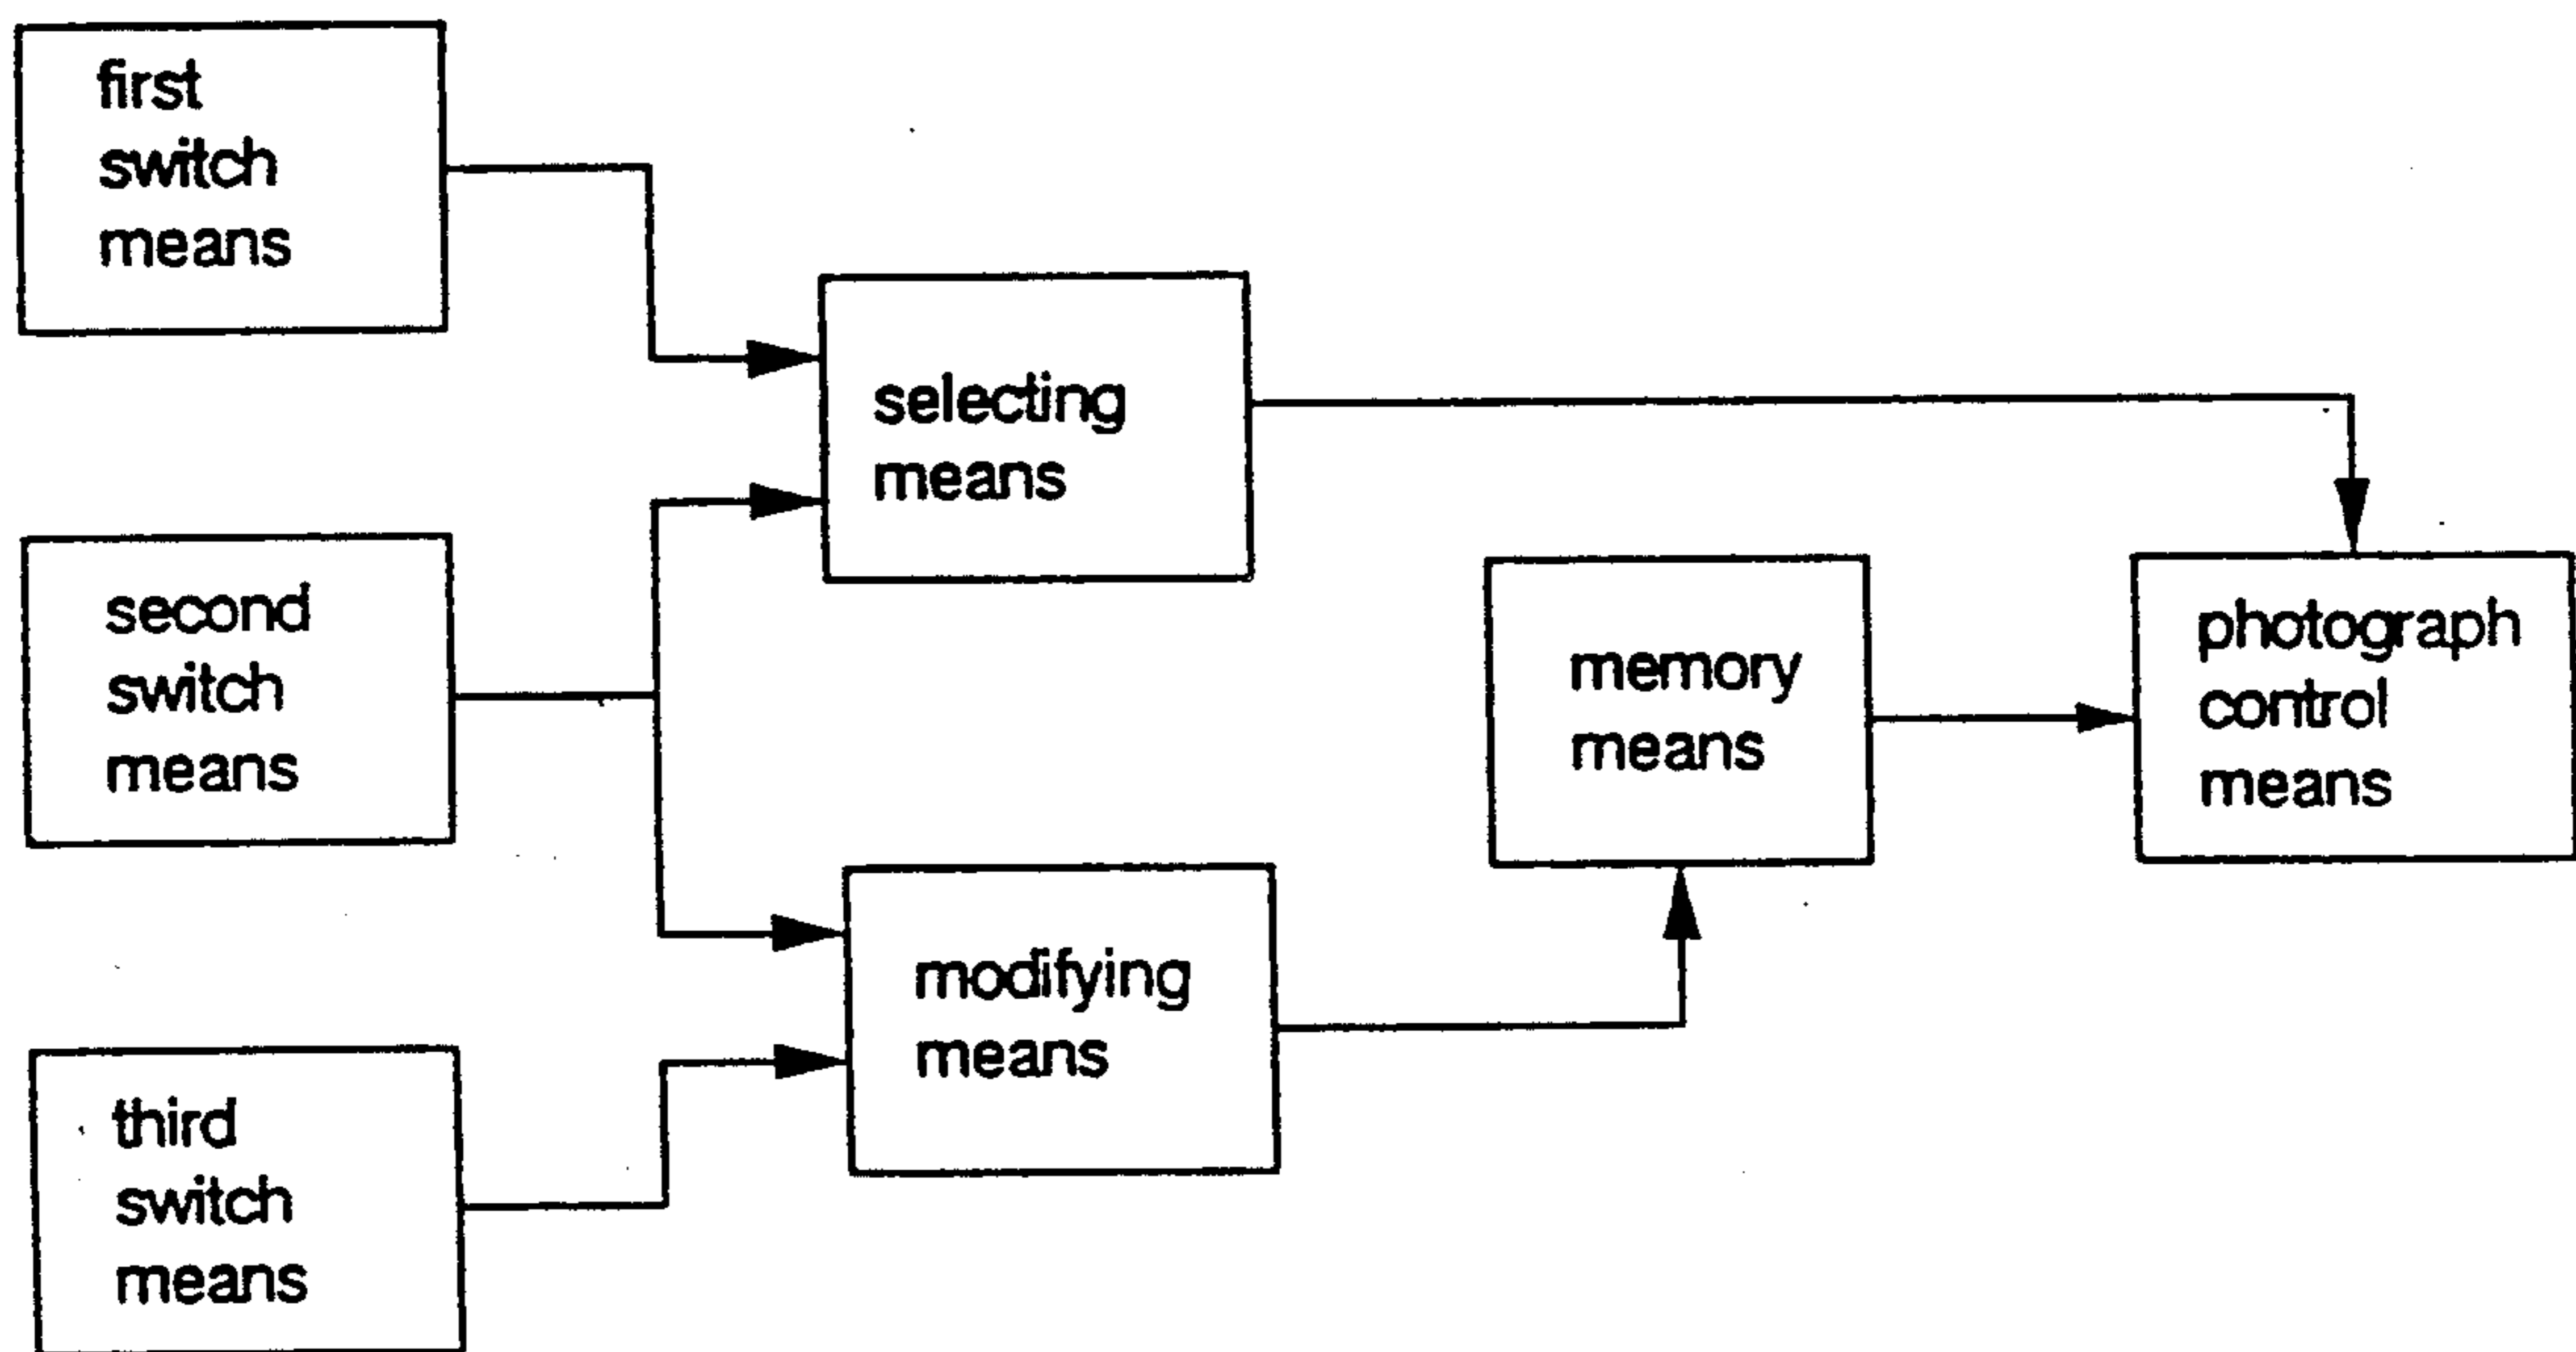 first
switch
means
selecting
means
second
switch
means
memory
means
photograph
control
means
modifying
means
third
switch
means